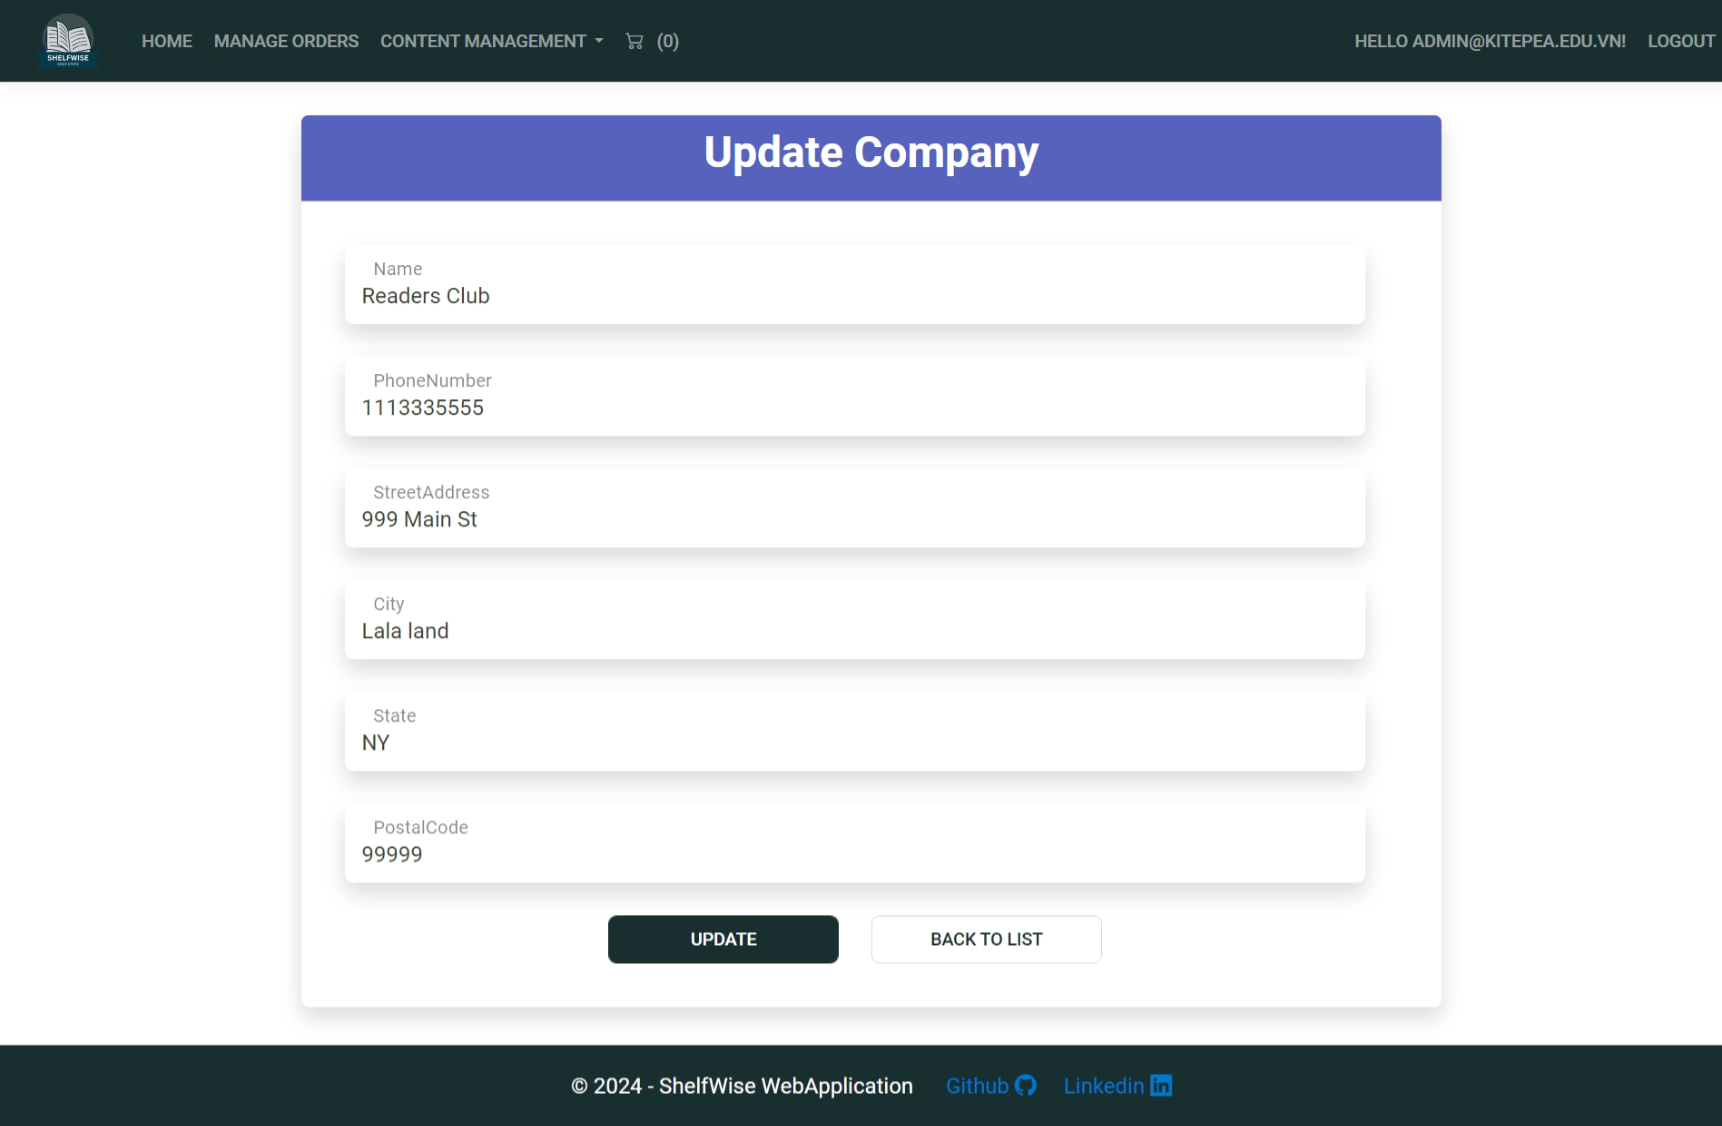 SHELFWISE
HOME MANAGE ORDERS CONTENT MANAGEMENT (0) HELLO ADMIN@KITEPEA.EDU.VN! LOGOUT
Update Company
Name
Readers Club
PhoneNumber
1113335555
StreetAddress
999 Main St
City
Lala land
State
NY
PostalCode
99999
UPDATE BACK TO LIST
© 2024 - ShelfWise WebApplication Github Linkedin in